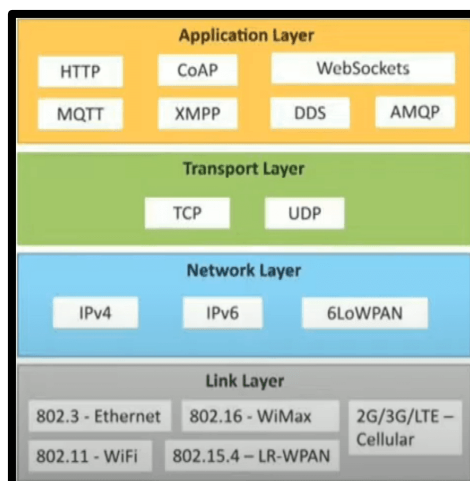 Application Layer
HTTP
CoAP
WebSockets
MQTT
XMPP
DDS
AMQP
Transport Layer
TCP
UDP
Network Layer
IPv4
IPv6
6LoWPAN
Link Layer
802.3 - Ethernet
802.16 - WiMax
2G/3G/LTE –
Cellular
802.11 - WiFi
802.15.4 – LR-WPAN